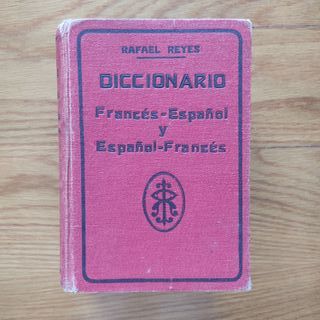 RAFAEL REYES
DICCIONARIO
Francés-Español
y
Español-Francés